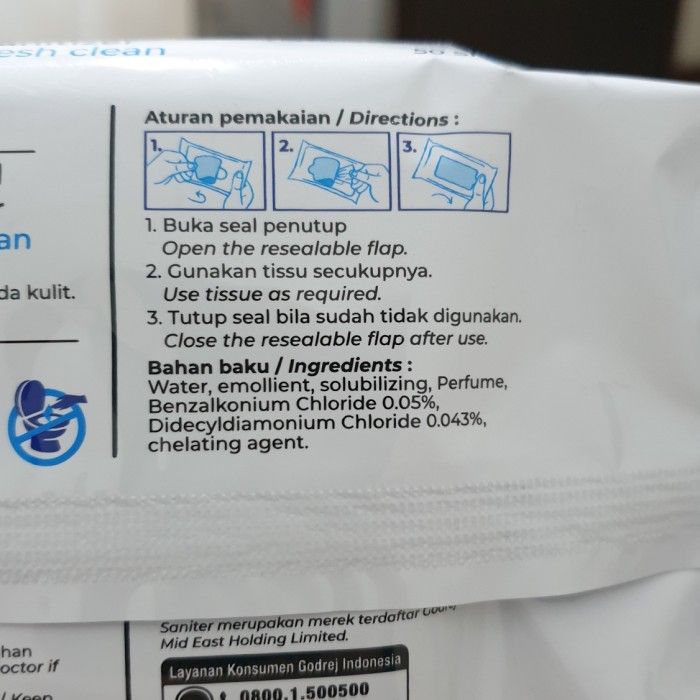 esh clean
Aturan pemakaian / Directions :
1.
2.
3.
1. Buka seal penutup
Open the resealable flap.
2. Gunakan tissu secukupnya.
Use tissue as required.
3. Tutup seal bila sudah tidak digunakan.
Close the resealable flap after use.
Bahan baku / Ingredients :
Water, emollient, solubilizing, Perfume,
Benzalkonium Chloride 0.05%,
Didecyldiamonium Chloride 0.043%,
chelating agent.
an
da kulit.
Saniter merupakan merek terdaftar
Mid East Holding Limited.
Layanan Konsumen Godrej Indonesia
0800.1.500500
han
octor if
/ Keep